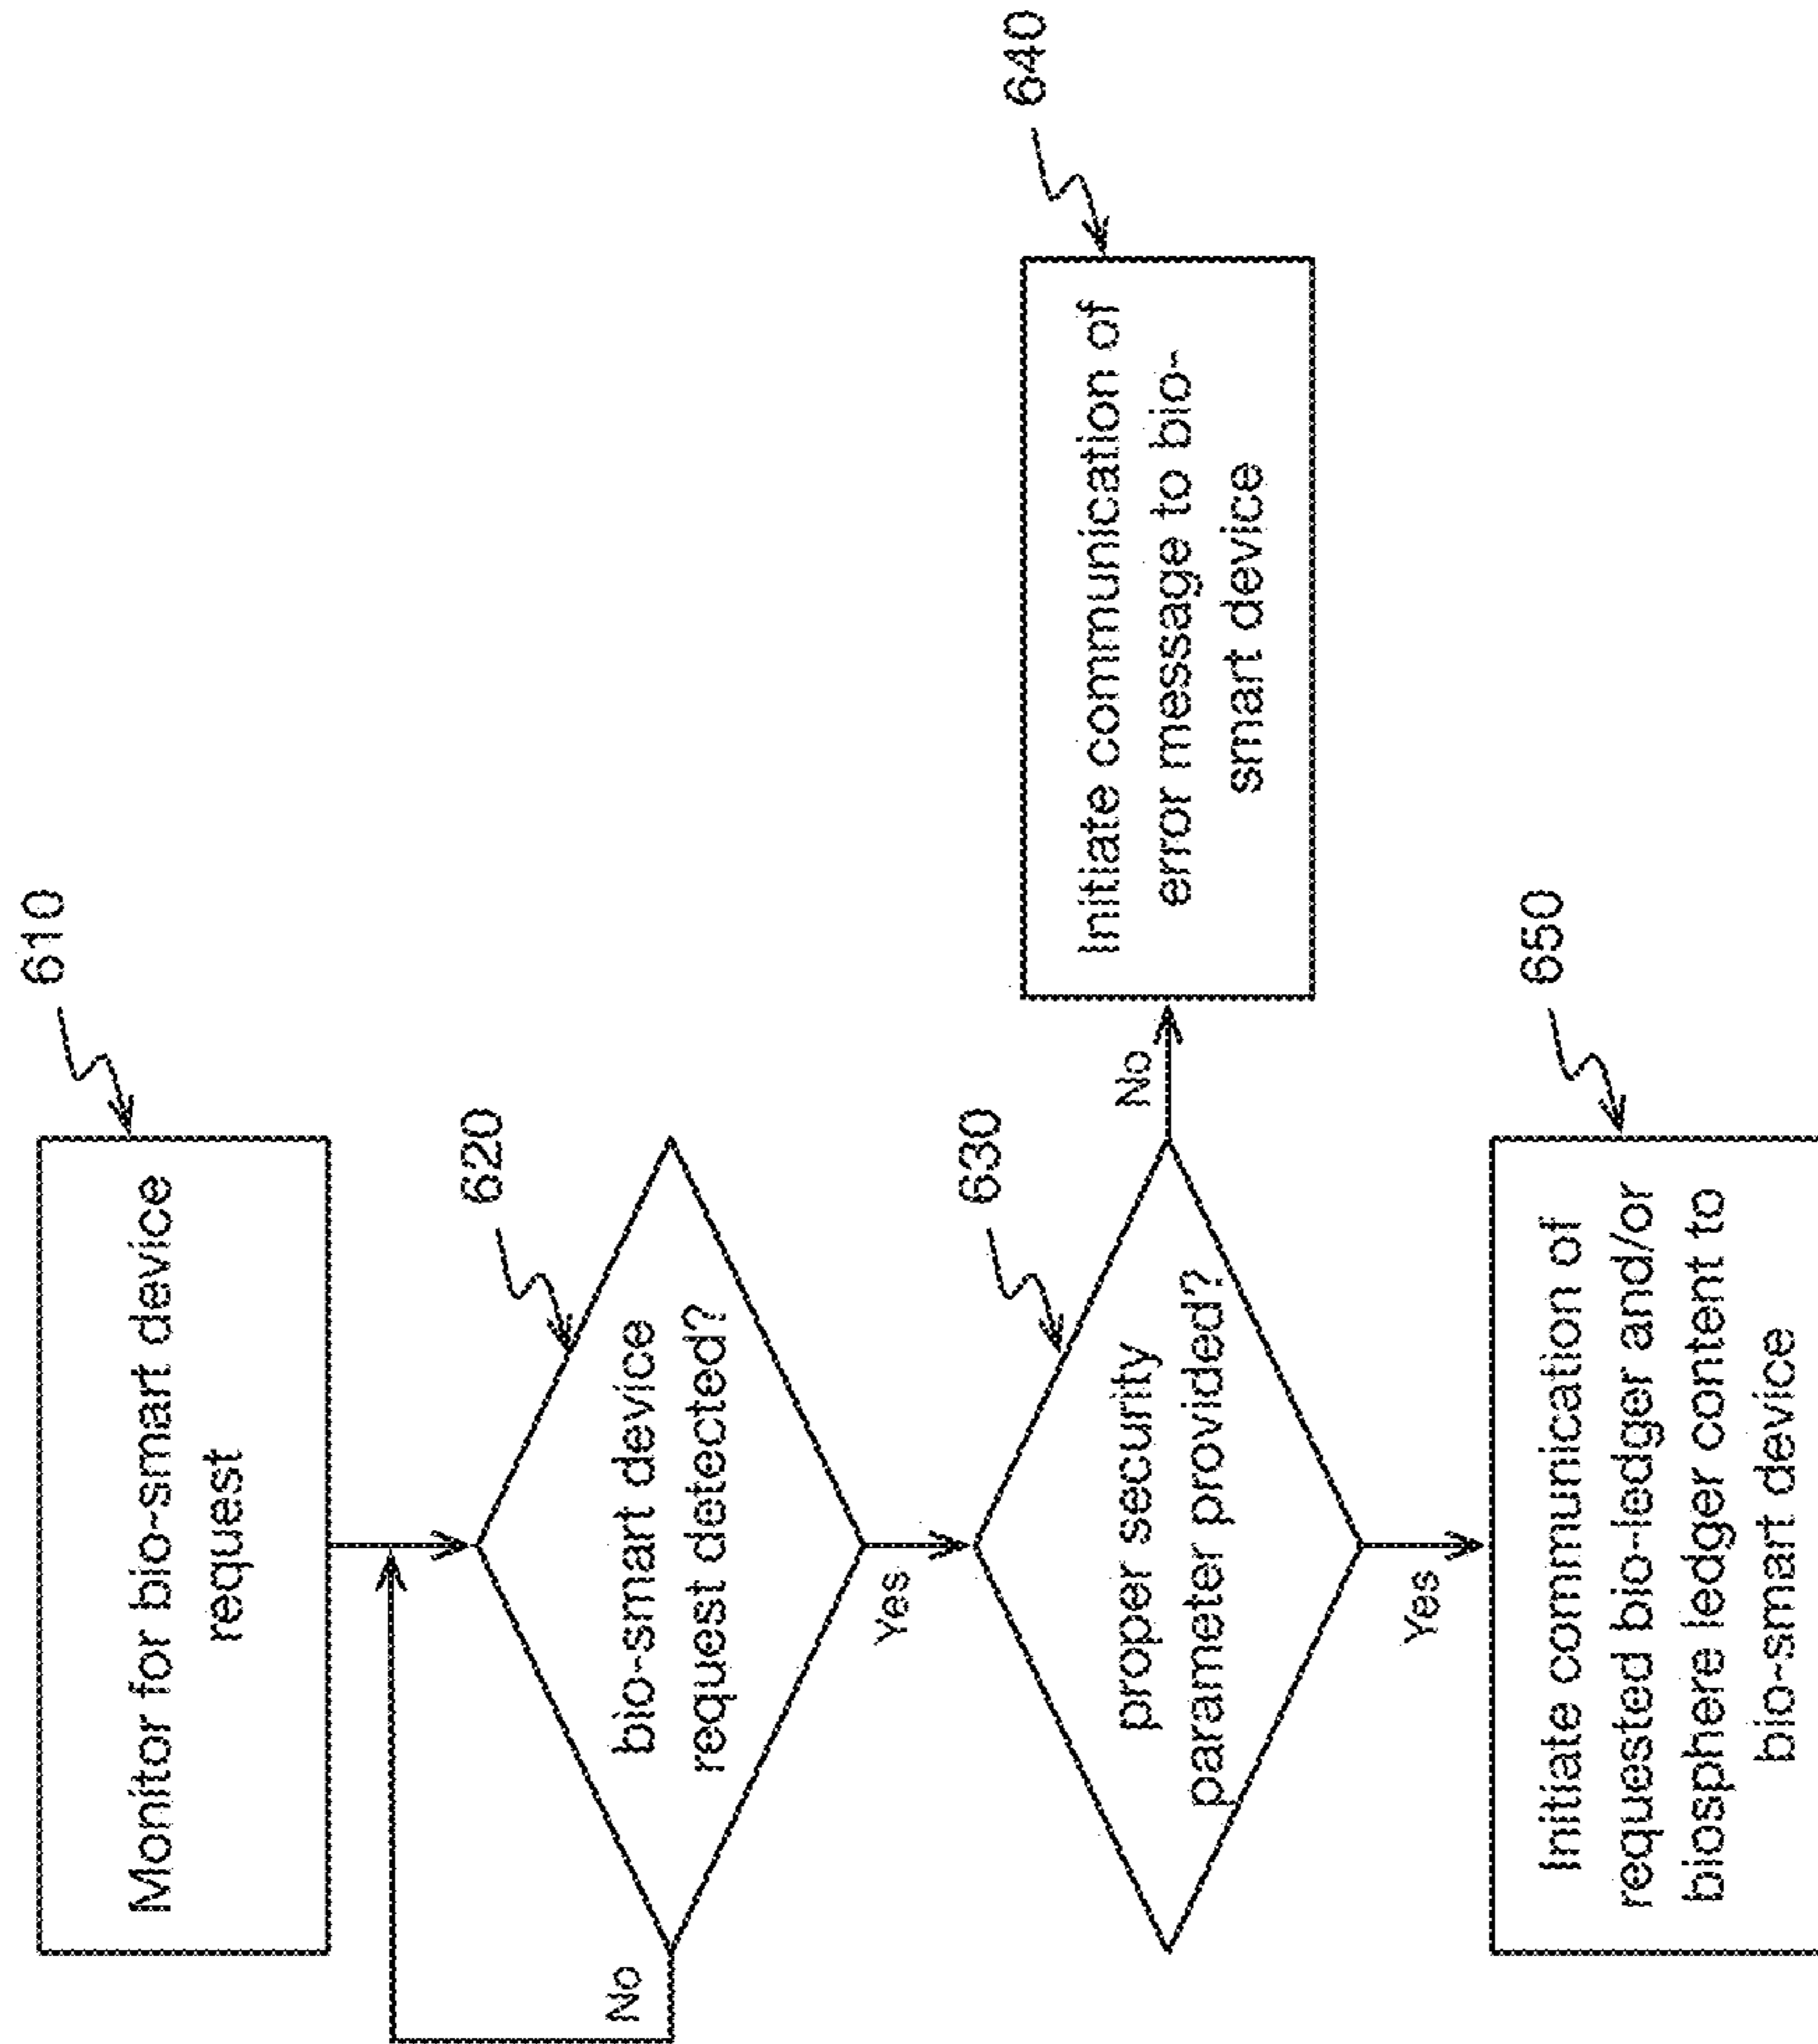 610
Monitor for bio-smart device
request
620
bio-smart device
request detected?
No
Yes
630
proper security
parameter provided?
No
640
Initiate communication of
error message to bio-
smart device
Yes
650
Initiate communication of
requested bio-ledger and/or
biosphere ledger content to
bio-smart device